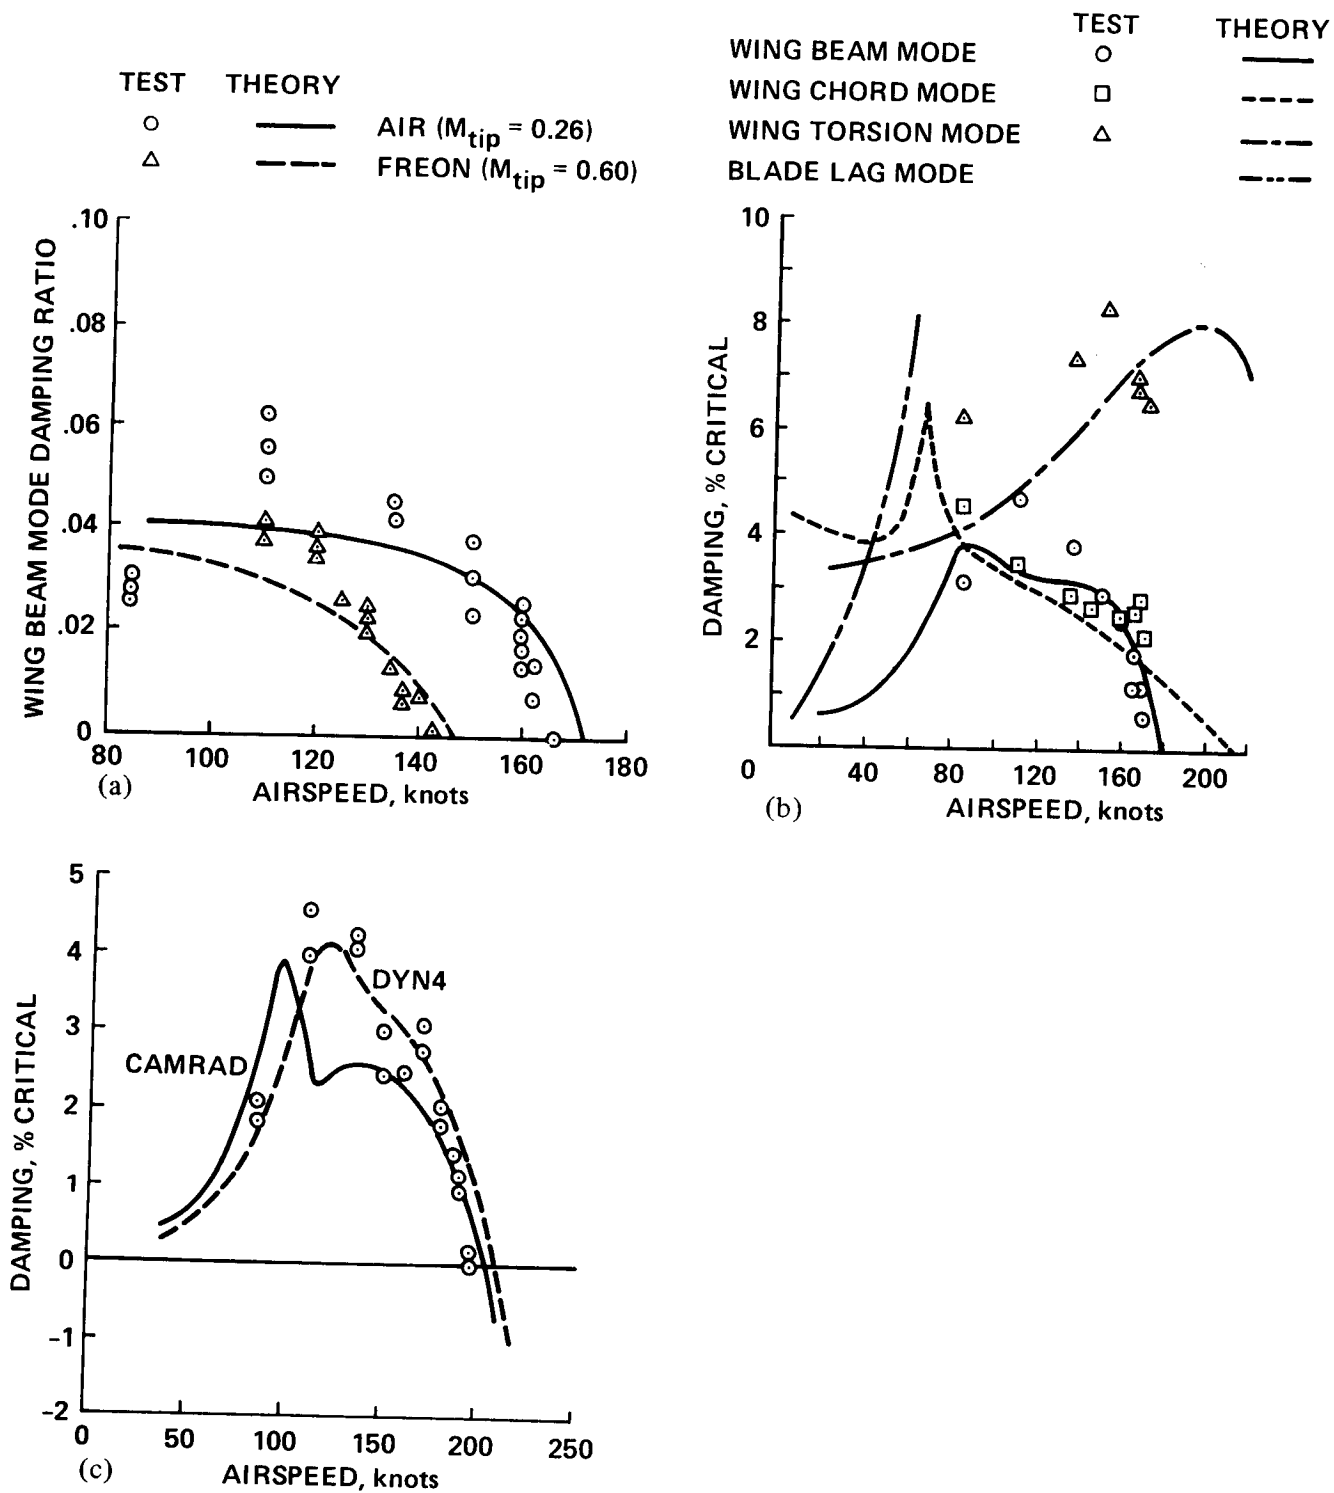 TEST THEORY
AIR (Mtip = 0.26)
FREON (Mtip = 0.60)
WING BEAM MODE DAMPING RATIO
.10
.08
.06
.04
.02
0
80 100 120 140 160 180
(a)
AIRSPEED, knots
TEST THEORY
WING BEAM MODE
WING CHORD MODE
WING TORSION MODE
BLADE LAG MODE
DAMPING, % CRITICAL
10
8
6
4
2
0 40 80 120 160 200
(b)
AIRSPEED, knots
DAMPING, % CRITICAL
5
4
3
2
1
0
-1
-2
CAMRAD
DYN4
0 50 100 150 200 250
(c)
AIRSPEED, knots